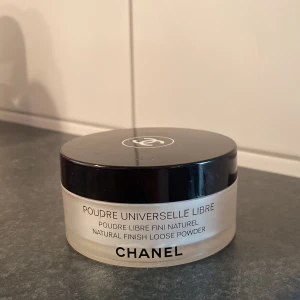 POUDRE UNIVERSELLE LIBRE
POUDRE LIBRE FINI NATUREL
NATURAL FINISH LOOSE POWDER
CHANEL